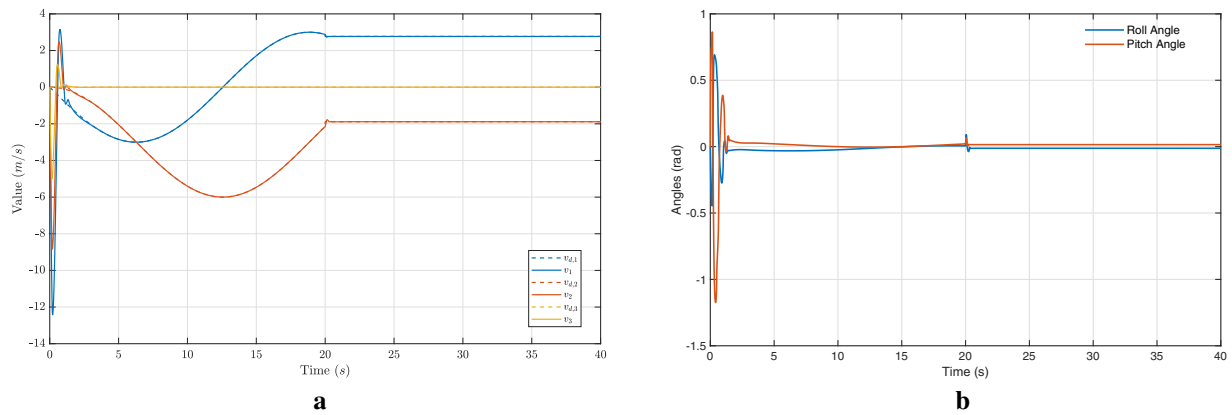 4
2
0
-2
-4
-6
-8
-10
-12
-14
Value (m/s)
0 5 10 15 20 25 30 35 40
Time (s)
v_{d,1}
v_1
v_{d,2}
v_2
v_{d,3}
v_3
a
1
0.5
0
-0.5
-1
-1.5
Angles (rad)
0 5 10 15 20 25 30 35 40
Time (s)
Roll Angle
Pitch Angle
b